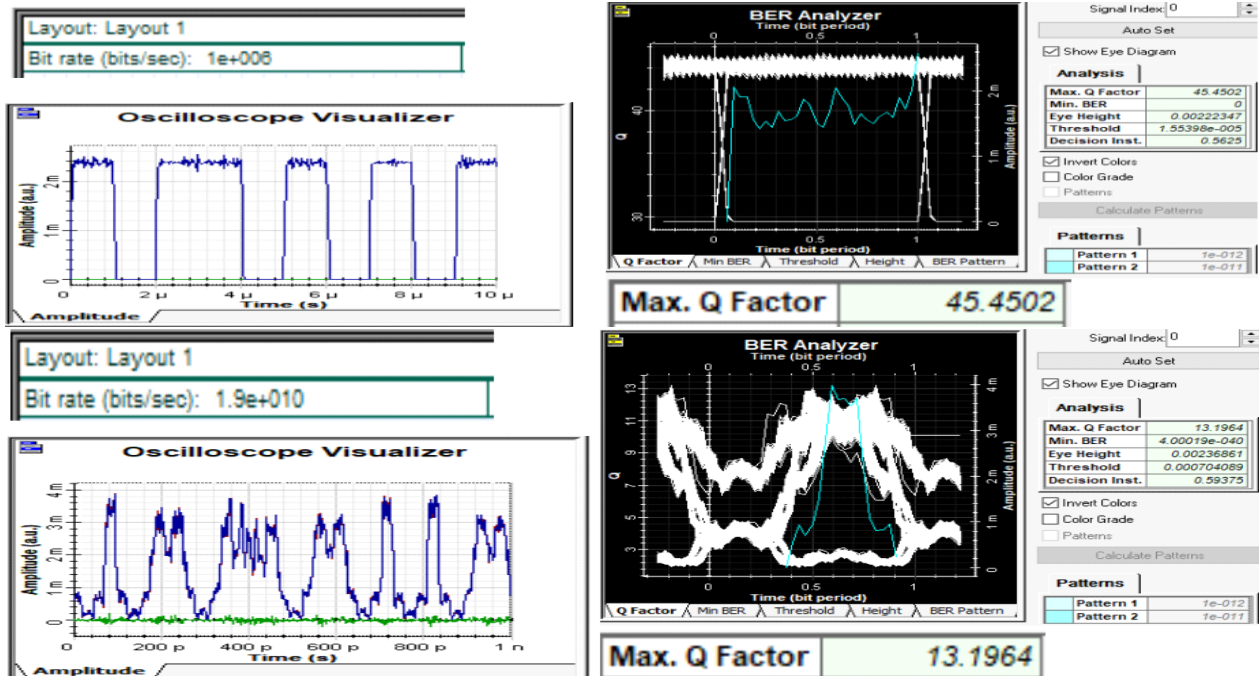 Layout: Layout 1
Bit rate (bits/sec): 1e+006
Oscilloscope Visualizer
Amplitude (a.u.)
2 m
1 m
0
0 2 µ 4 µ 6 µ 8 µ 10 µ
Time (s)
Amplitude
BER Analyzer
Time (bit period)
0 0.5 1
Q
40
30
Amplitude (a.u.)
2 m
1 m
0
0 0.5 1
Time (bit period)
Q Factor Min BER Threshold Height BER Pattern
Signal Index: 0
Auto Set
Show Eye Diagram
Analysis
Max. Q Factor 45.4502
Min. BER 0
Eye Height 0.00222347
Threshold 1.55398e-005
Decision Inst. 0.5625
Invert Colors
Color Grade
Patterns
Calculate Patterns
Patterns
Pattern 1 1e-012
Pattern 2 1e-011
Max. Q Factor 45.4502
Layout: Layout 1
Bit rate (bits/sec): 1.9e+010
Oscilloscope Visualizer
Amplitude (a.u.)
4 m
3 m
2 m
1 m
0
0 200 p 400 p 600 p 800 p 1 n
Time (s)
Amplitude
BER Analyzer
Time (bit period)
0 0.5 1
Q
13
11
9
7
5
3
Amplitude (a.u.)
4 m
3 m
2 m
1 m
0
0 0.5 1
Time (bit period)
Q Factor Min BER Threshold Height BER Pattern
Signal Index: 0
Auto Set
Show Eye Diagram
Analysis
Max. Q Factor 13.1964
Min. BER 4.00019e-040
Eye Height 0.00236861
Threshold 0.000704089
Decision Inst. 0.59375
Invert Colors
Color Grade
Patterns
Calculate Patterns
Patterns
Pattern 1 1e-012
Pattern 2 1e-011
Max. Q Factor 13.1964